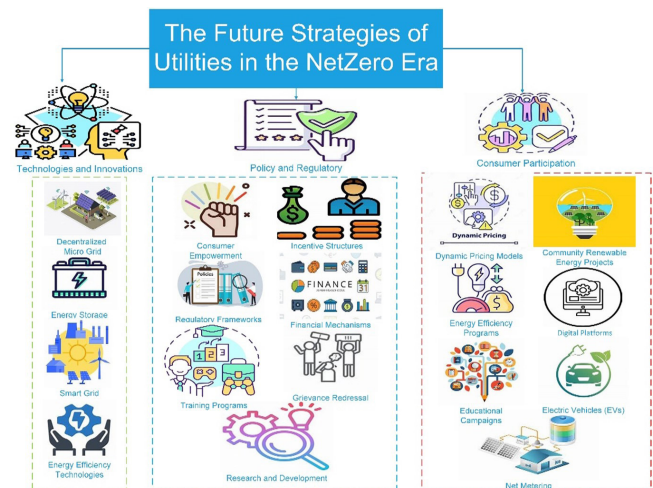 The Future Strategies of
Utilities in the NetZero Era
Technologies and Innovations
Policy and Regulatory
Consumer Participation
Decentralized
Micro Grid
Energy Storage
Smart Grid
Energy Efficiency
Technologies
Consumer
Empowerment
Incentive Structures
Policies
Regulatory Frameworks
FINANCE
Financial Mechanisms
1 2 3
Training Programs
Grievance Redressal
Research and Development
Dynamic Pricing
Dynamic Pricing Models
Community Renewable
Energy Projects
Energy Efficiency
Programs
Digital Platforms
Educational
Campaigns
Electric Vehicles (EVs)
Net Metering